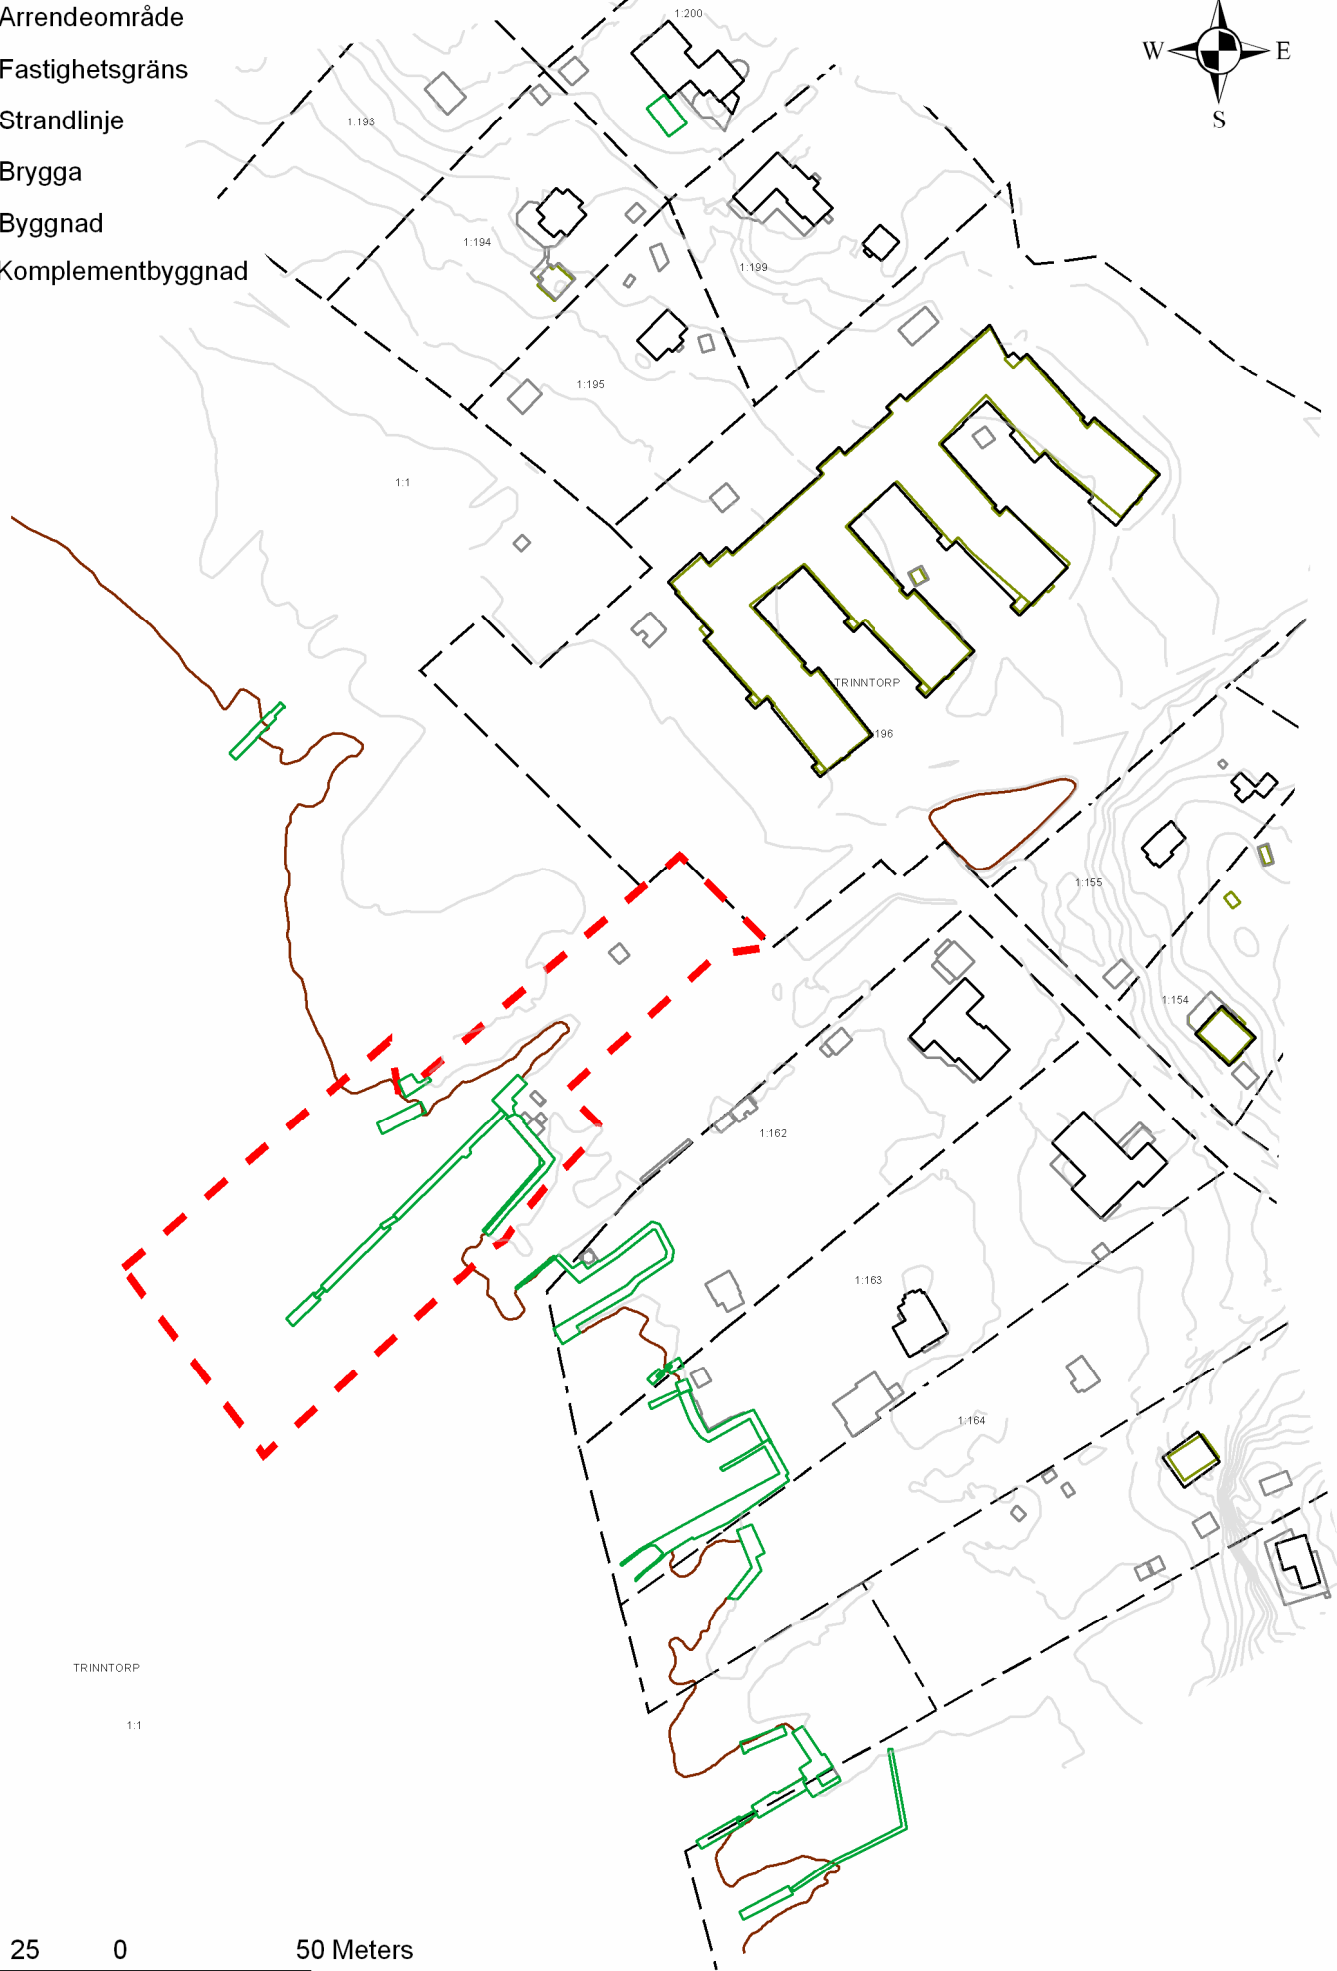 Arrendeområde
Fastighetsgräns
Strandlinje
Brygga
Byggnad
Komplementbyggnad
W
E
S
1:200
1:193
1:194
1:199
1:195
1:1
TRINNTORP
196
1:155
1:154
1:162
1:163
1:164
TRINNTORP
1:1
25 0 50 Meters